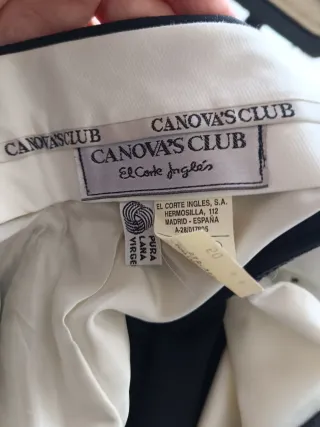 CANOVA'S CLUB
CANOVA'S CLUB
CANOVA'S CLUB
El Corte Inglés
PURA
LANA
VIRGEN
EL CORTE INGLES, S.A.
HERMOSILLA, 112
MADRID - ESPAÑA